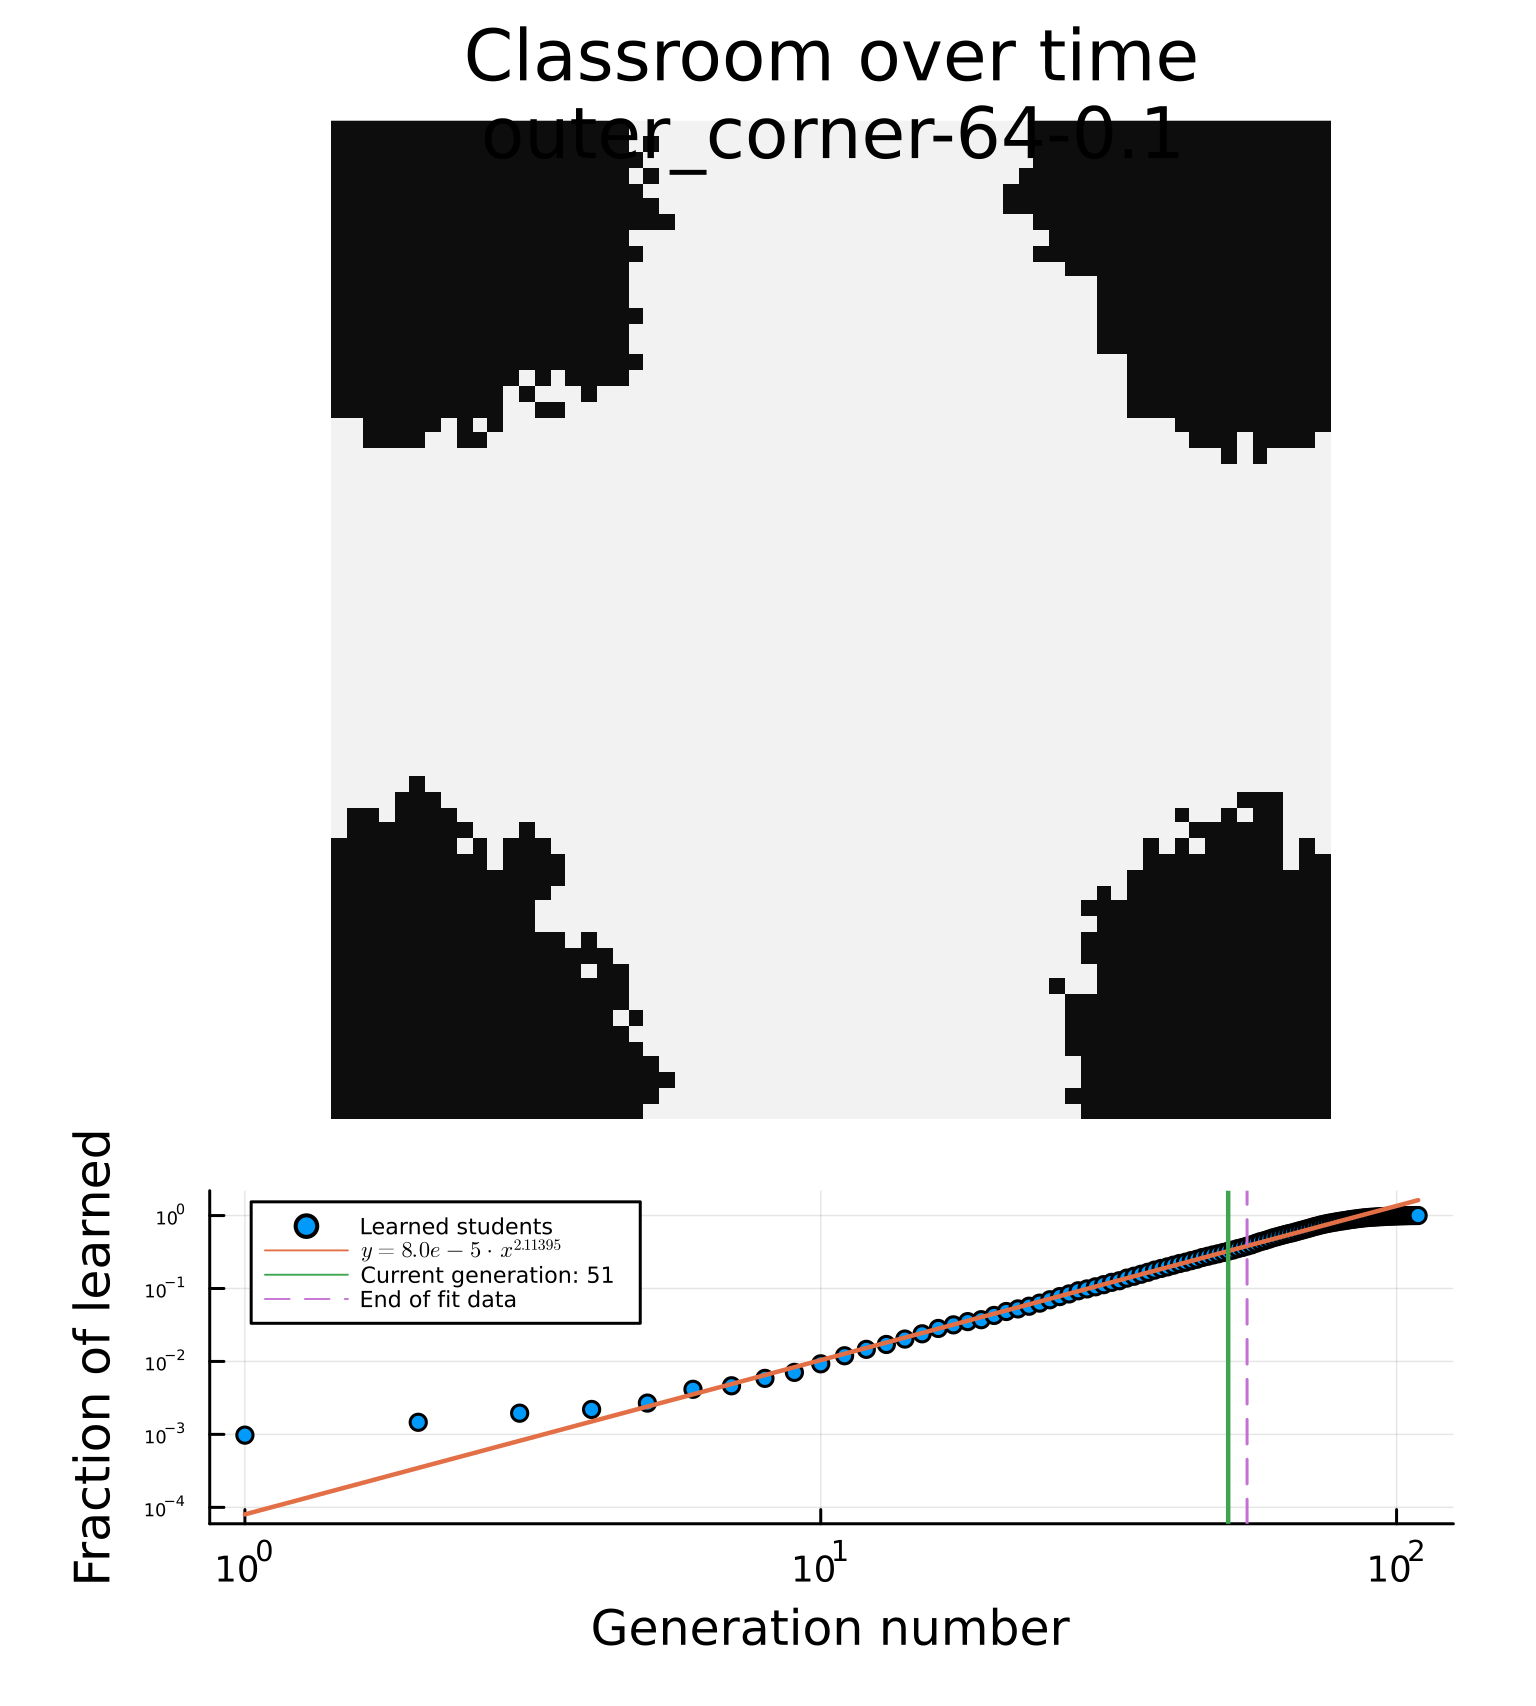 Classroom over time
outer_corner-64-0.1
Fraction of learned
10^0
10^-1
10^-2
10^-3
10^-4
Learned students
y = 8.0e − 5 · x^2.11395
Current generation: 51
End of fit data
10^0 10^1 10^2
Generation number